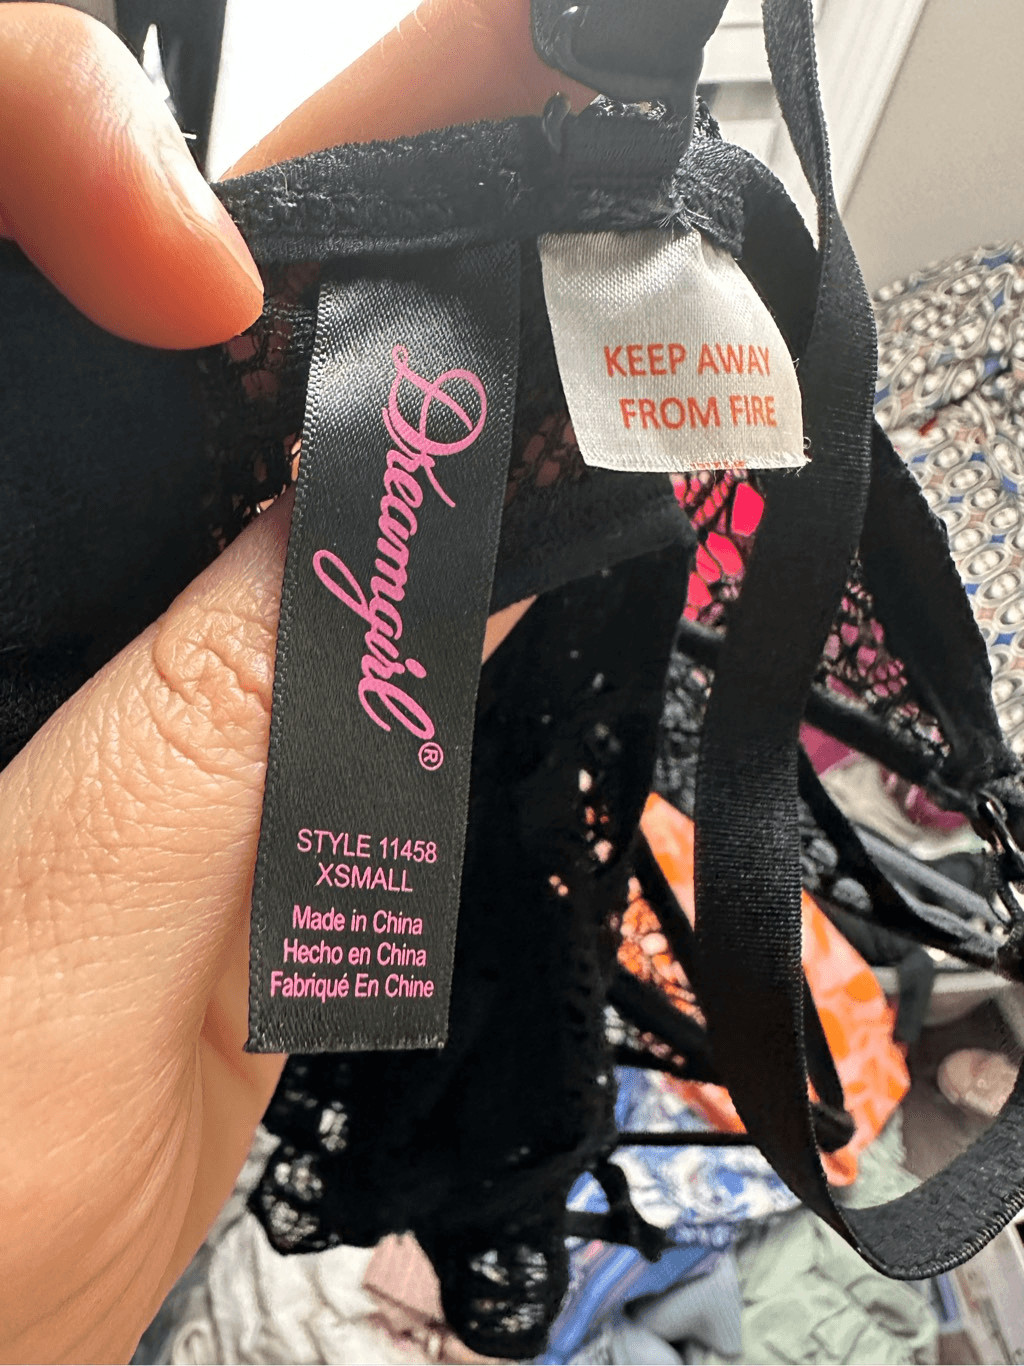 Dreamgirl®
STYLE 11458
XSMALL
Made in China
Hecho en China
Fabriqué En Chine
KEEP AWAY
FROM FIRE